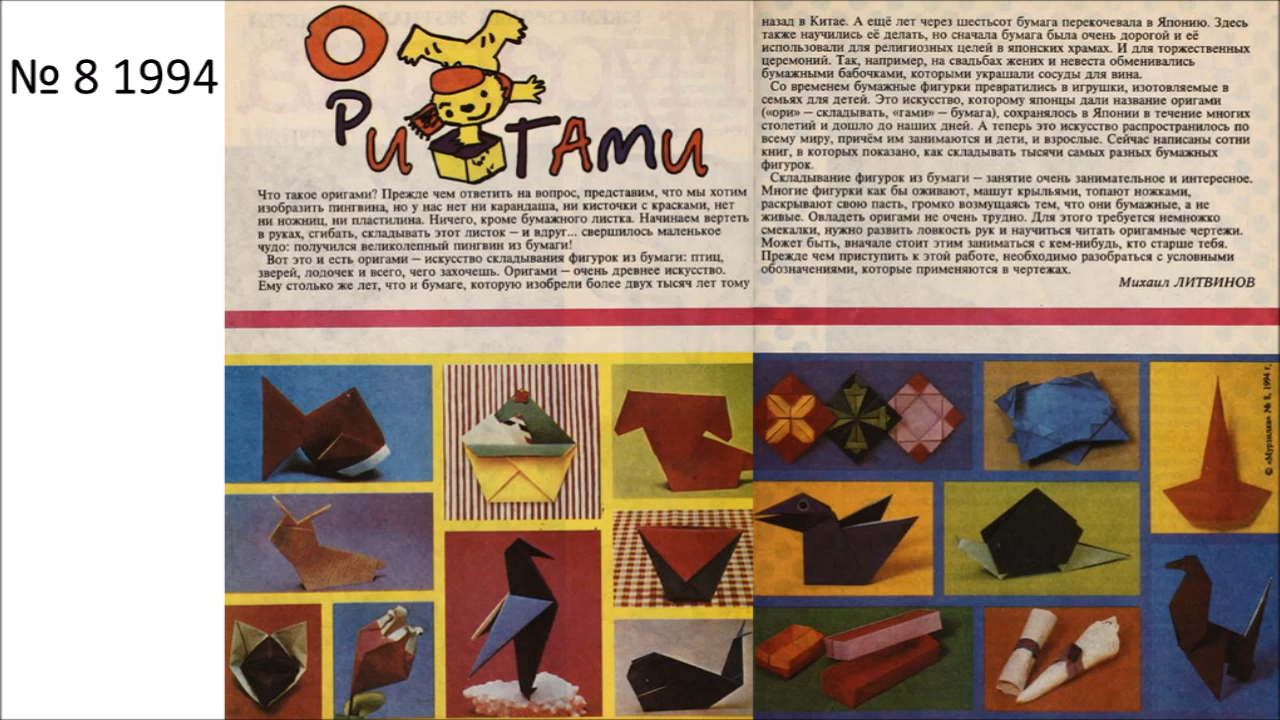 № 8 1994
ОРИГАМИ
Что такое оригами? Прежде чем ответить на вопрос, представим, что мы хотим
изобразить пингвина, но у нас нет ни карандаша, ни кисточки с красками, нет
ни ножниц, ни пластилина. Ничего, кроме бумажного листка. Начинаем вертеть
в руках, сгибать, складывать этот листок — и вдруг... свершилось маленькое
чудо: получился великолепный пингвин из бумаги!
Вот это и есть оригами — искусство складывания фигурок из бумаги: птиц,
зверей, лодочек и всего, чего захочешь. Оригами — очень древнее искусство.
Ему столько же лет, что и бумаге, которую изобрели более двух тысяч лет тому
назад в Китае. А ещё лет через шестьсот бумага перекочевала в Японию. Здесь
также научились её делать, но сначала бумага была очень дорогой и её
использовали для религиозных целей в японских храмах. И для торжественных
церемоний. Так, например, на свадьбах жених и невеста обменивались
бумажными бабочками, которыми украшали сосуды для вина.
Со временем бумажные фигурки превратились в игрушки, изотовляемые в
семьях для детей. Это искусство, которому японцы дали название оригами
(«ори» — складывать, «гами» — бумага), сохранялось в Японии в течение многих
столетий и дошло до наших дней. А теперь это искусство распространилось по
всему миру, причём им занимаются и дети, и взрослые. Сейчас написаны сотни
книг, в которых показано, как складывать тысячи самых разных бумажных
фигурок.
Складывание фигурок из бумаги — занятие очень занимательное и интересное.
Многие фигурки как бы оживают, машут крыльями, топают ножками,
раскрывают свою пасть, громко возмущаясь тем, что они бумажные, а не
живые. Овладеть оригами не очень трудно. Для этого требуется немножко
смекалки, нужно развить ловкость рук и научиться читать оригамные чертежи.
Может быть, вначале стоит этим заниматься с кем-нибудь, кто старше тебя.
Прежде чем приступить к этой работе, необходимо разобраться с условными
обозначениями, которые применяются в чертежах.
Михаил ЛИТВИНОВ
© «Мурзилка» № 8, 1994 г.